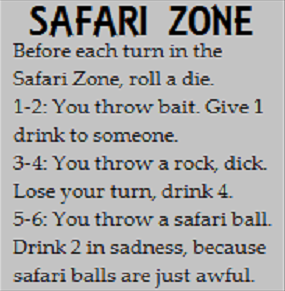 SAFARI ZONE
Before each turn in the
Safari Zone, roll a die.
1-2: You throw bait. Give 1
drink to someone.
3-4: You throw a rock, dick.
Lose your turn, drink 4.
5-6: You throw a safari ball.
Drink 2 in sadness, because
safari balls are just awful.